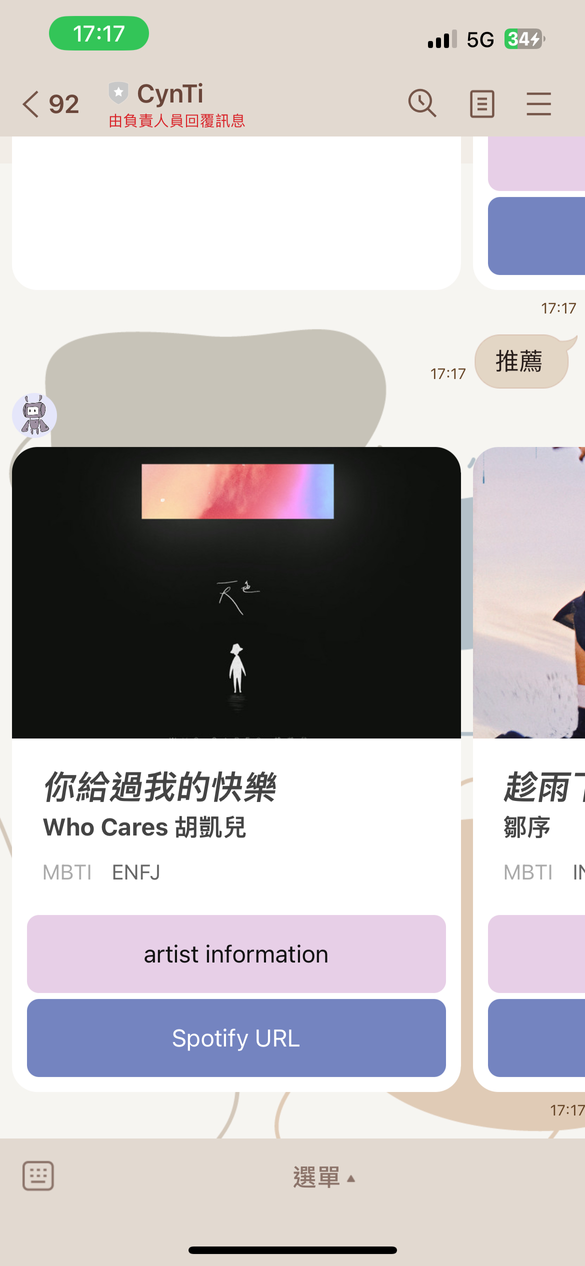 17:17
5G
34
92
CynTi
由負責人員回覆訊息
17:17
17:17
推薦
天色
你給過我的快樂
Who Cares 胡凱兒
MBTI ENFJ
artist information
Spotify URL
趁雨
鄒序
MBTI
17:17
選單